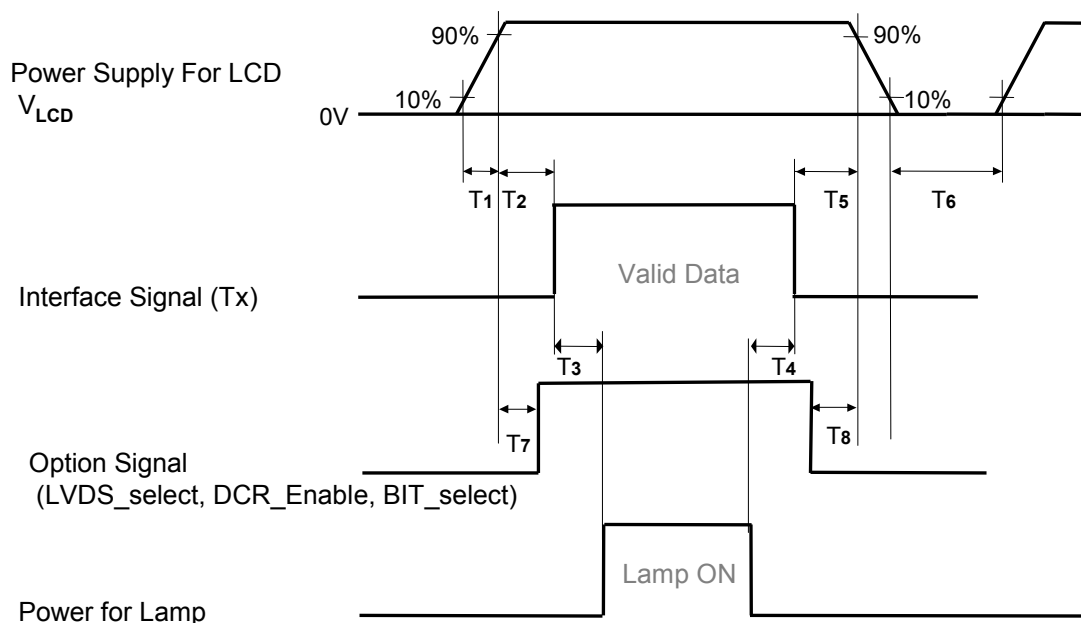 90%
90%
Power Supply For LCD
VLCD
10%
10%
0V
T1
T2
T5
T6
Valid Data
Interface Signal (Tx)
T3
T4
T7
T8
Option Signal
(LVDS_select, DCR_Enable, BIT_select)
Lamp ON
Power for Lamp